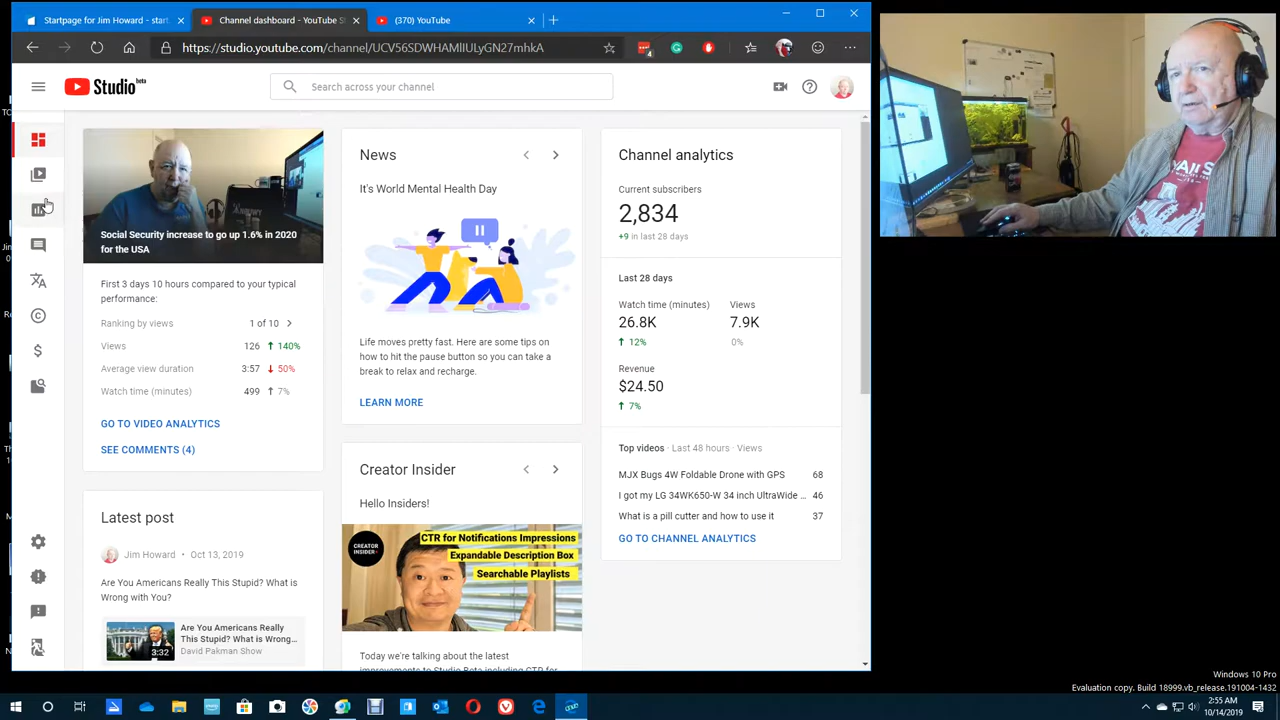 Startpage for Jim Howard - start
Channel dashboard - YouTube S
(370) YouTube
https://studio.youtube.com/channel/UCV56SDWHAMlIULyGN27mhkA
4
Studio beta
Search across your channel
Social Security increase to go up 1.6% in 2020
for the USA
First 3 days 10 hours compared to your typical
performance:
Ranking by views 1 of 10
Views 126 140%
Average view duration 3:57 50%
Watch time (minutes) 499 7%
GO TO VIDEO ANALYTICS
SEE COMMENTS (4)
Latest post
Jim Howard • Oct 13, 2019
Are You Americans Really This Stupid? What is
Wrong with You?
3:32
Are You Americans Really
This Stupid? What is Wrong...
David Pakman Show
News
It's World Mental Health Day
Life moves pretty fast. Here are some tips on
how to hit the pause button so you can take a
break to relax and recharge.
LEARN MORE
Creator Insider
Hello Insiders!
CREATOR
INSIDER
CTR for Notifications Impressions
Expandable Description Box
Searchable Playlists
Today we're talking about the latest
improvements to Studio Beta including CTR for
Channel analytics
Current subscribers
2,834
+9 in last 28 days
Last 28 days
Watch time (minutes) Views
26.8K 7.9K
12% 0%
Revenue
$24.50
7%
Top videos · Last 48 hours · Views
MJX Bugs 4W Foldable Drone with GPS 68
I got my LG 34WK650-W 34 inch UltraWide ... 46
What is a pill cutter and how to use it 37
GO TO CHANNEL ANALYTICS
Windows 10 Pro
Evaluation copy. Build 18999.vb_release.191004-1432
2:55 AM
10/14/2019